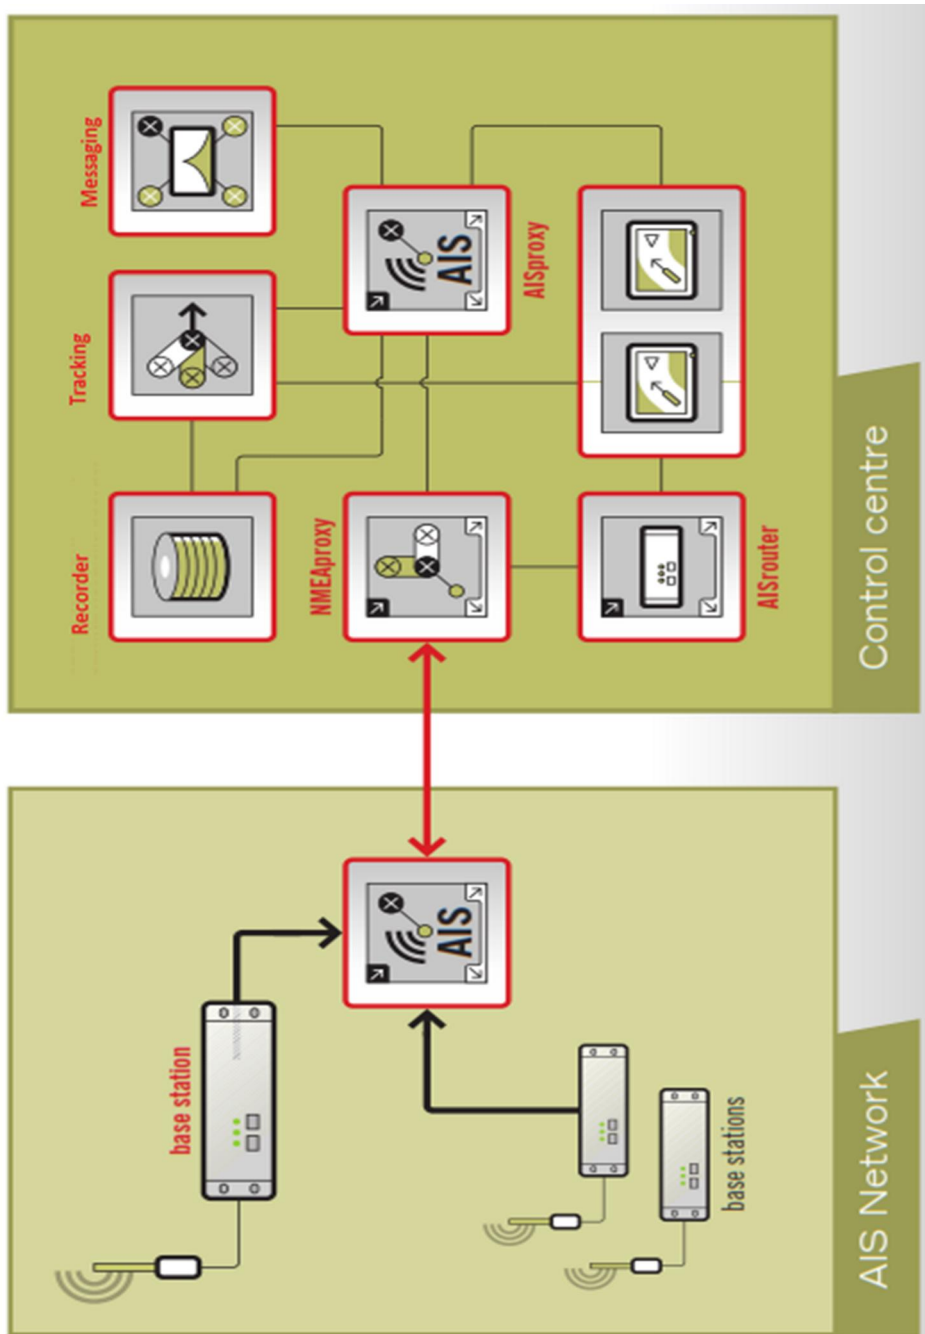 base station
AIS
base stations
AIS Network
Recorder
Tracking
Messaging
NMEAproxy
AIS
AISproxy
AISrouter
Control centre